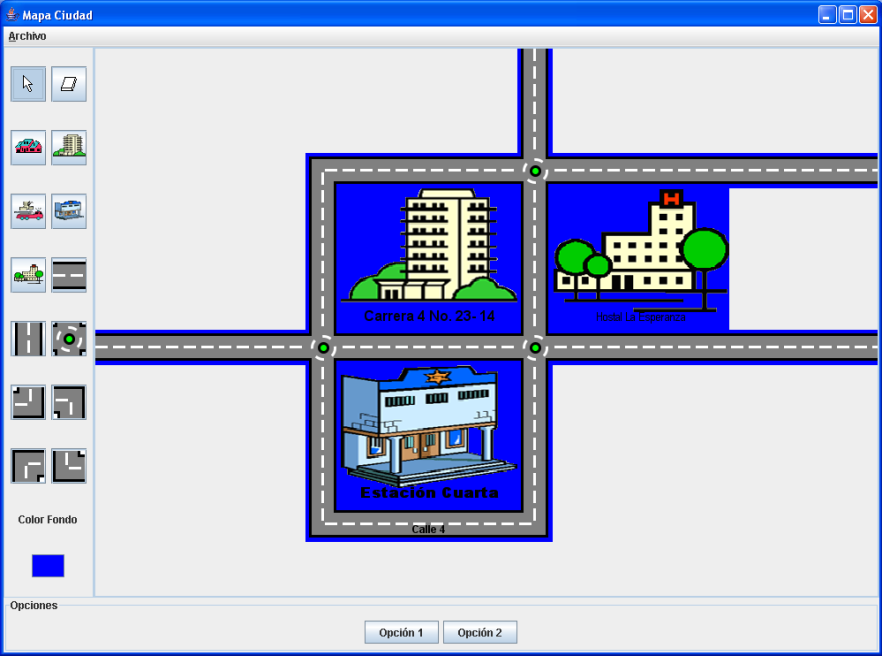 Mapa Ciudad
Archivo
H
Carrera 4 No. 23- 14
La Esperanza
Estación Cuarta
Calle 4
Color Fondo
Opciones
Opción 1
Opción 2